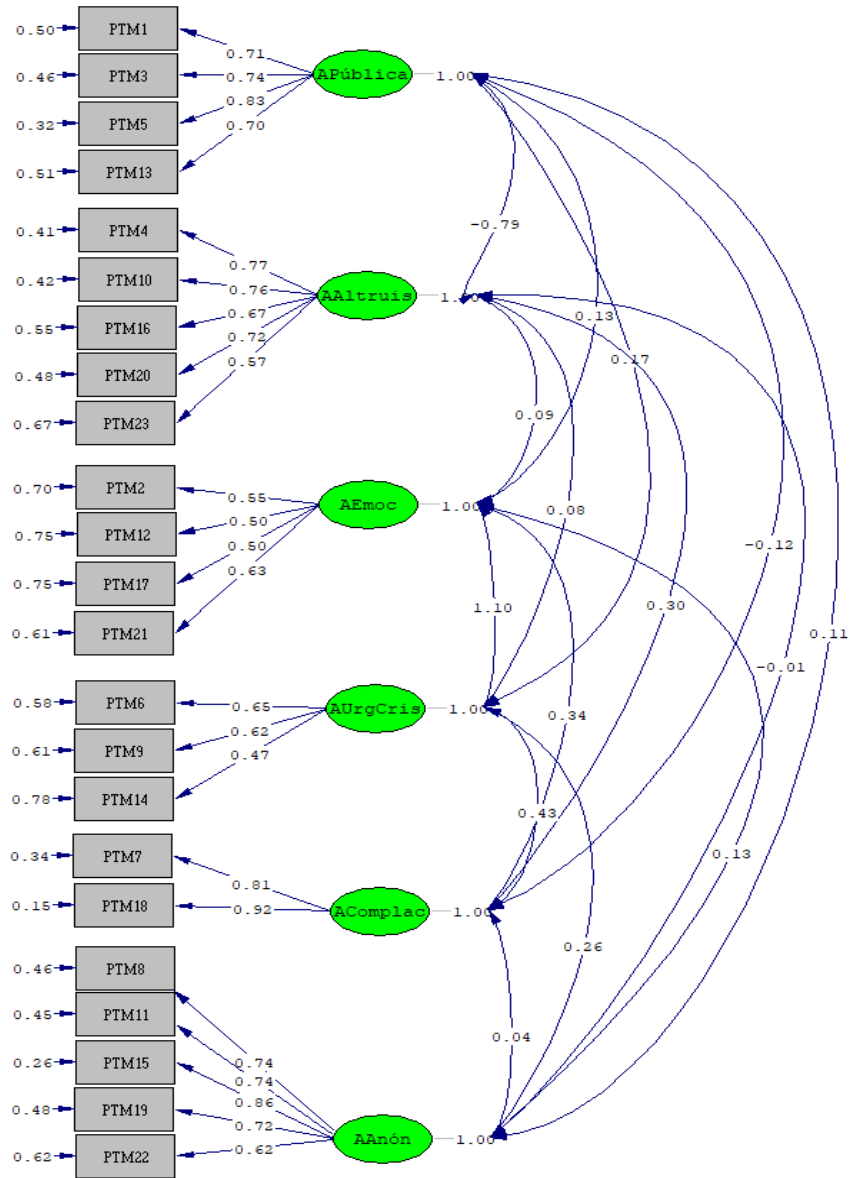 0.50 PTM1
0.71
0.46 PTM3 0.74 APública 1.00
0.83
0.32 PTM5 0.70
0.51 PTM13
0.41 PTM4
-0.79
0.77
0.42 PTM10 0.76 AAltruis
0.67 0.13
0.55 PTM16 0.72
0.57 0.17
0.48 PTM20
0.09
0.67 PTM23
0.70 PTM2
0.55 AEmoc 1.00
0.75 PTM12 0.50 0.08
0.50 -0.12
0.75 PTM17 0.63
1.10 0.30
0.61 PTM21 0.11
-0.01
0.58 PTM6 0.65 AUrgCris 1.00
0.62 0.34
0.61 PTM9 0.47
0.78 PTM14
0.43
0.34 PTM7 0.13
0.81
0.15 PTM18 0.92 AComplac 1.00
0.26
0.46 PTM8
0.45 PTM11
0.04
0.26 PTM15 0.74
0.74
0.86
0.48 PTM19 0.72 AAnón 1.00
0.62 PTM22 0.62